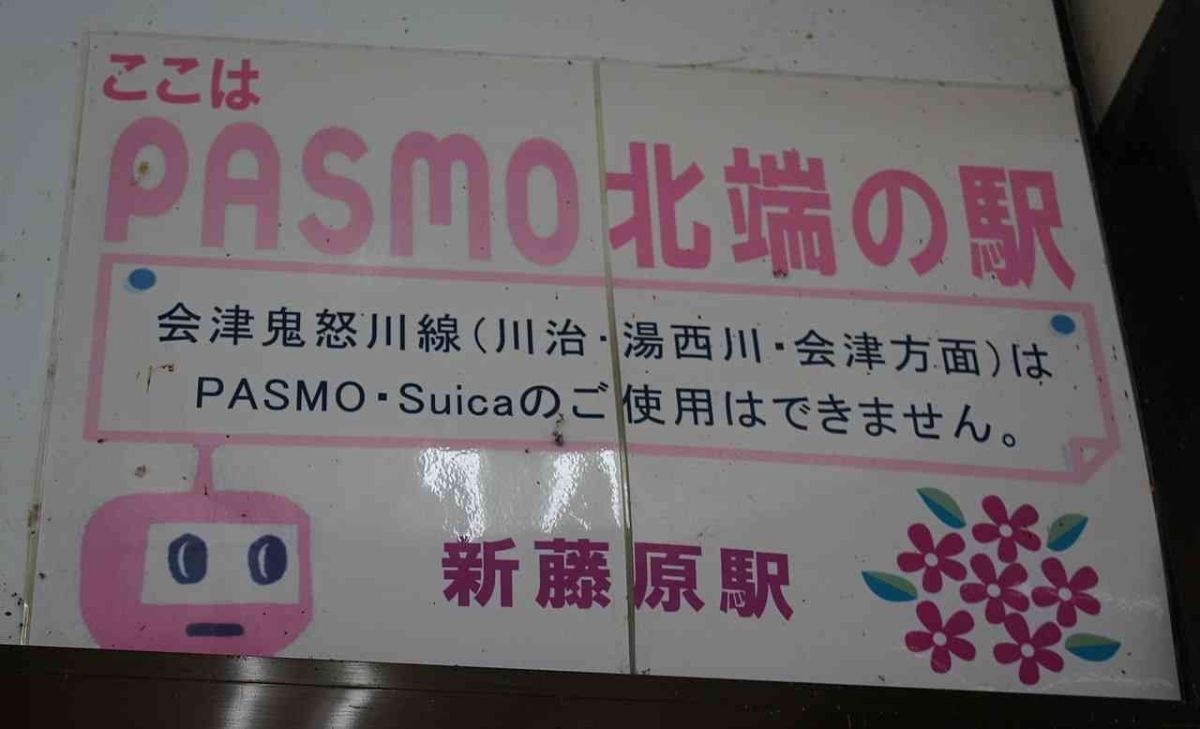 ここは
PASMO北端の駅
会津鬼怒川線(川治・湯西川・会津方面)は
PASMO・Suicaのご使用はできません。
新藤原駅